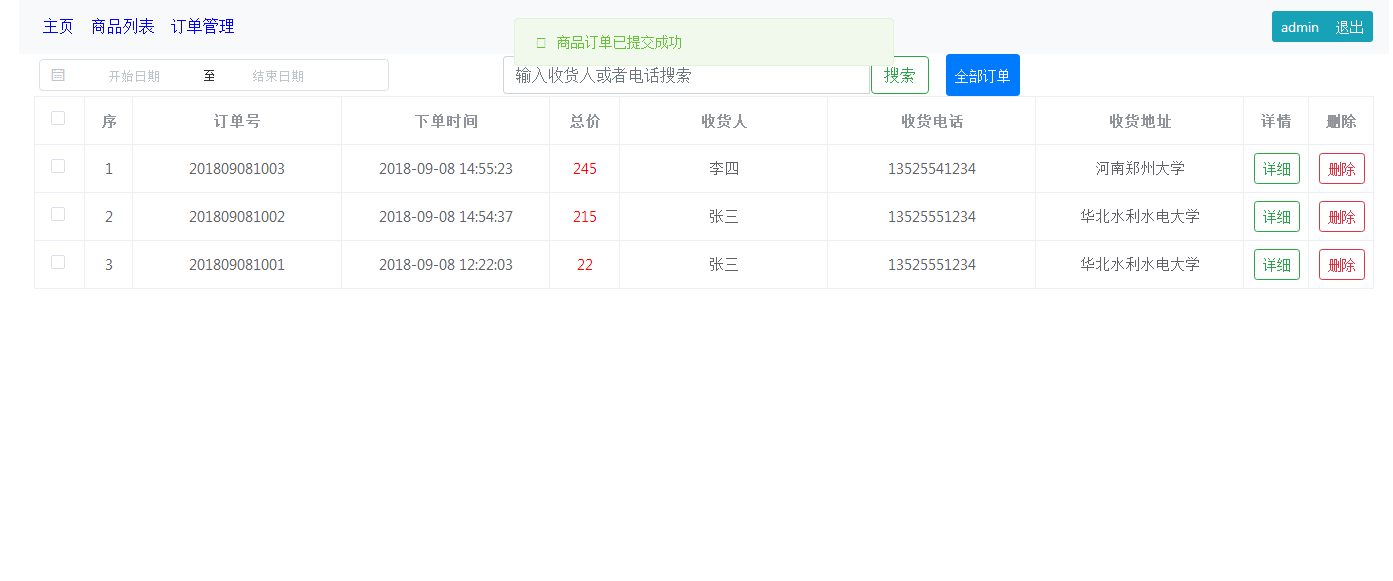 主页 商品列表 订单管理 商品订单已提交成功 admin 退出
开始日期 至 结束日期 输入收货人或者电话搜索 搜索 全部订单
序 订单号 下单时间 总价 收货人 收货电话 收货地址 详情 删除
1 201809081003 2018-09-08 14:55:23 245 李四 13525541234 河南郑州大学 详细 删除
2 201809081002 2018-09-08 14:54:37 215 张三 13525551234 华北水利水电大学 详细 删除
3 201809081001 2018-09-08 12:22:03 22 张三 13525551234 华北水利水电大学 详细 删除